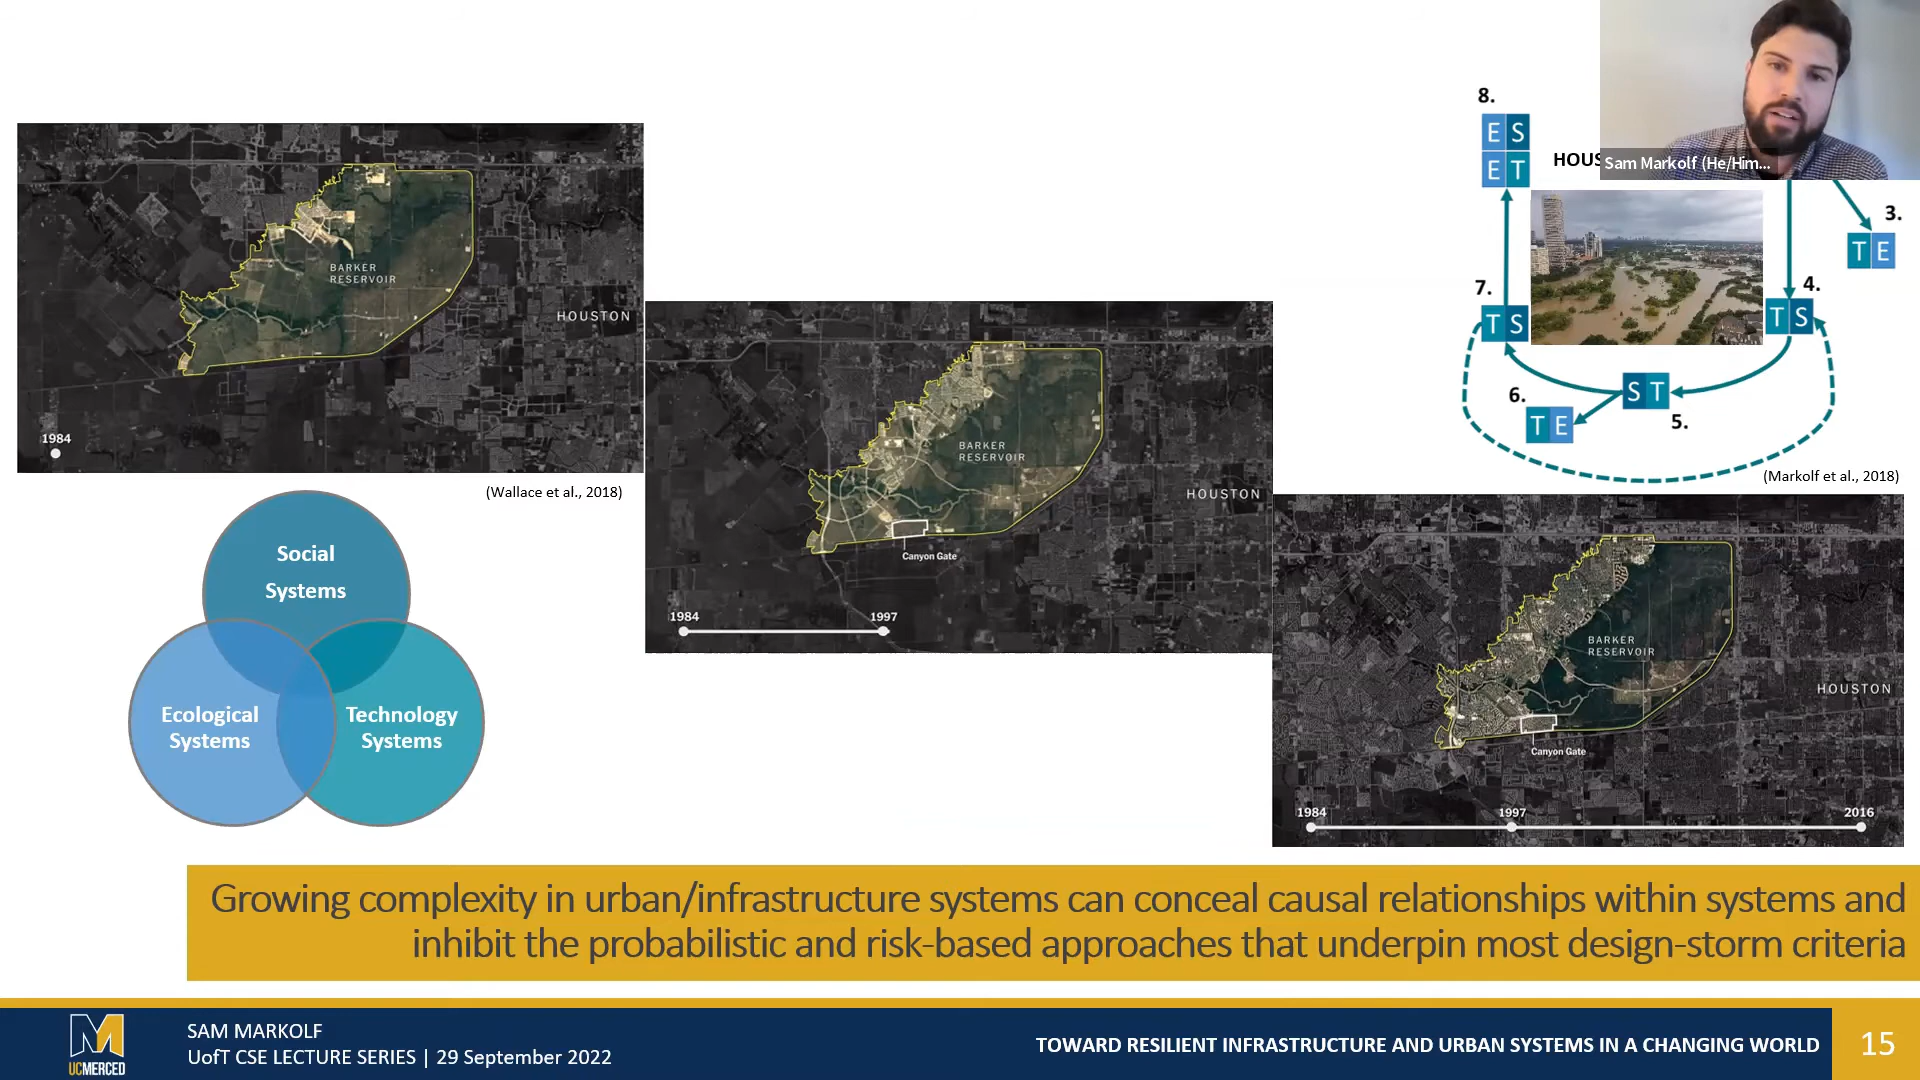 BARKER
RESERVOIR
HOUSTON
1984
(Wallace et al., 2018)
Social
Systems
Ecological
Systems
Technology
Systems
BARKER
RESERVOIR
HOUSTON
Canyon Gate
1984
1997
8.
E S
E T
HOUS
Sam Markolf (He/Him...
3.
T E
7.
T S
4.
T S
6.
T E
S T
5.
(Markolf et al., 2018)
BARKER
RESERVOIR
HOUSTON
Canyon Gate
1984
1997
2016
Growing complexity in urban/infrastructure systems can conceal causal relationships within systems and
inhibit the probabilistic and risk-based approaches that underpin most design-storm criteria
UCMERCED
SAM MARKOLF
UofT CSE LECTURE SERIES | 29 September 2022
TOWARD RESILIENT INFRASTRUCTURE AND URBAN SYSTEMS IN A CHANGING WORLD
15